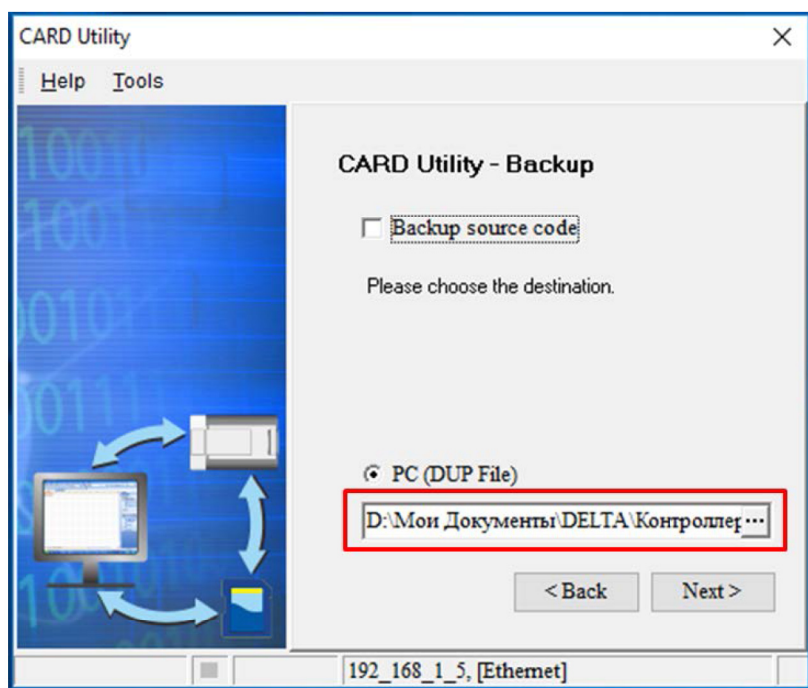 CARD Utility
Help Tools
CARD Utility - Backup
Backup source code
Please choose the destination.
PC (DUP File)
D:\Мои Документы\DELTA\Контроллер ...
< Back Next >
192_168_1_5, [Ethernet]